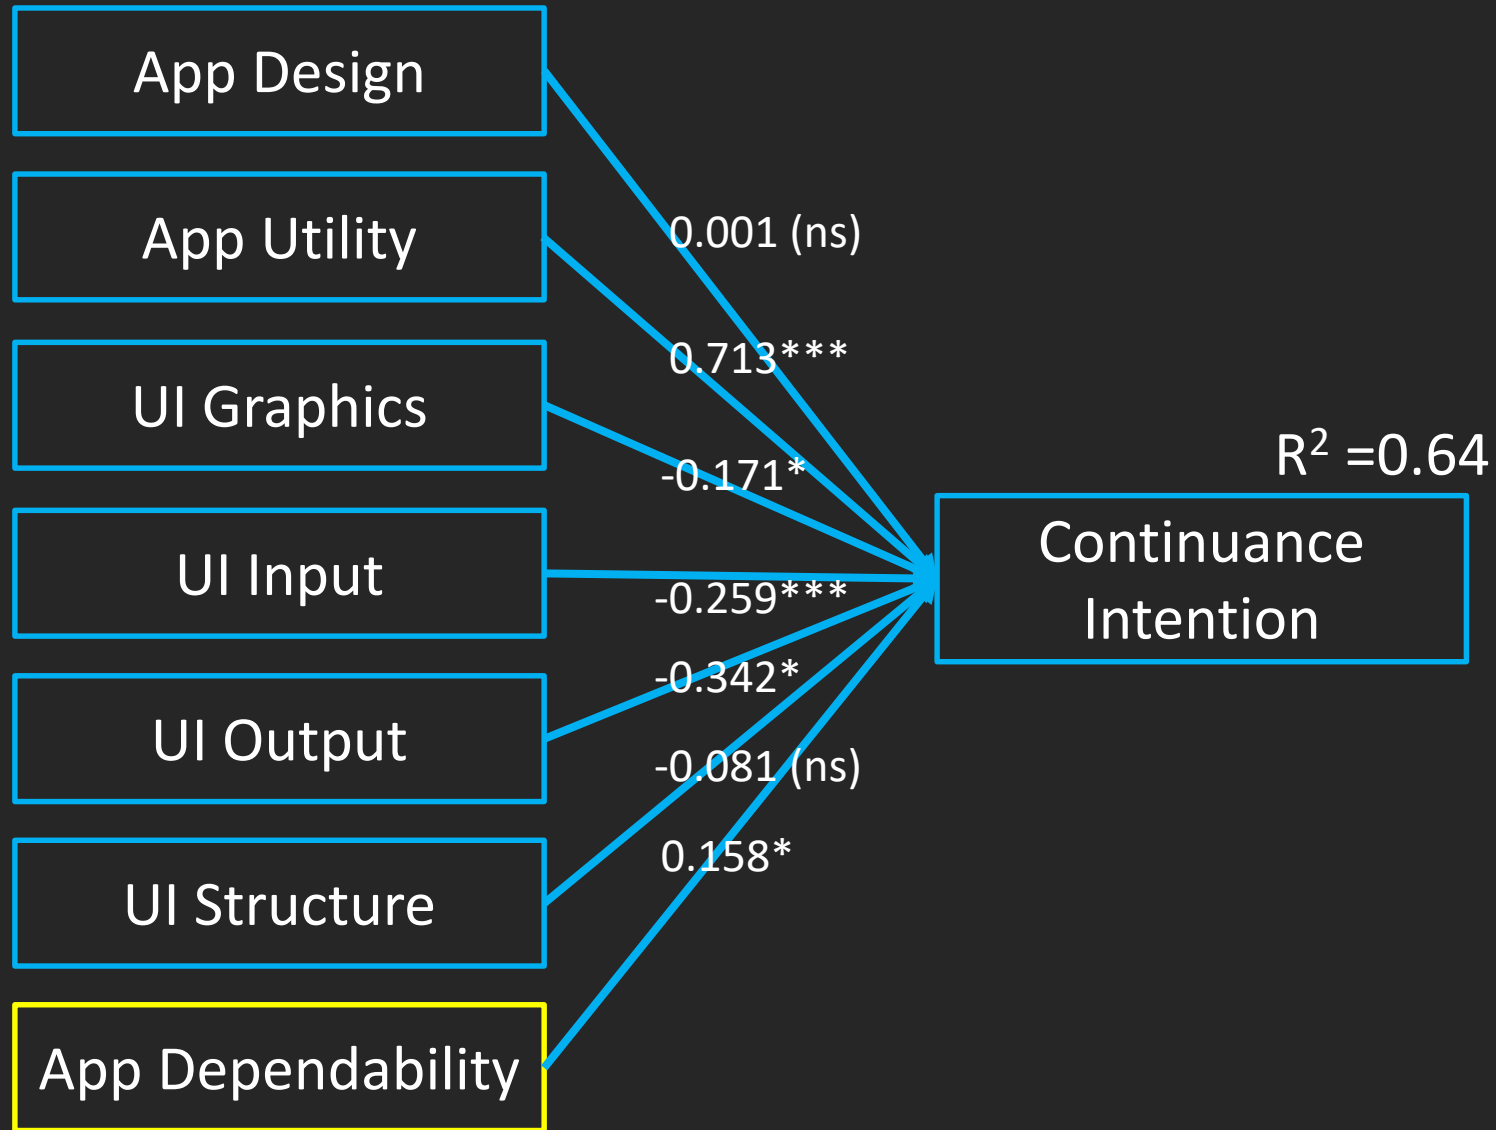 App Design
App Utility
0.001 (ns)
0.713***
UI Graphics
-0.171*
R² =0.64
UI Input
Continuance
Intention
-0.259***
-0.342*
UI Output
-0.081 (ns)
0.158*
UI Structure
App Dependability